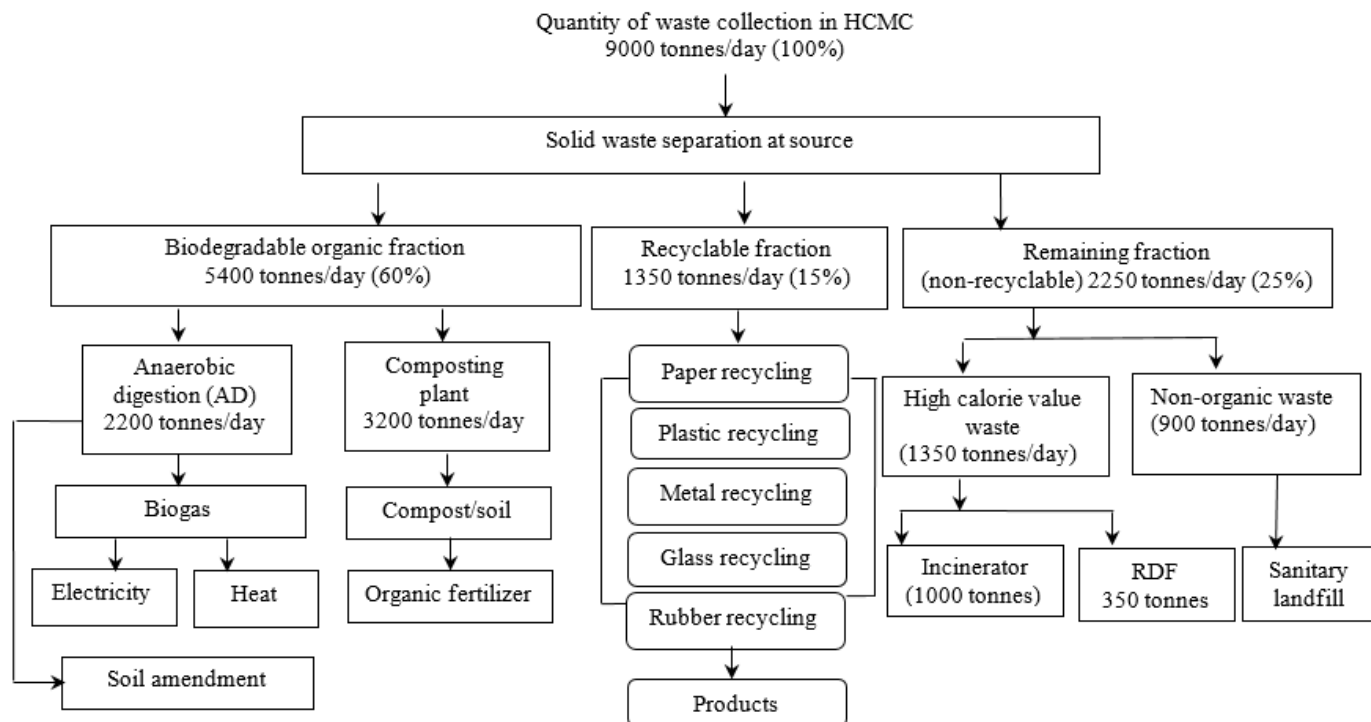 Quantity of waste collection in HCMC
9000 tonnes/day (100%)
Solid waste separation at source
Biodegradable organic fraction
5400 tonnes/day (60%)
Recyclable fraction
1350 tonnes/day (15%)
Remaining fraction
(non-recyclable) 2250 tonnes/day (25%)
Anaerobic
digestion (AD)
2200 tonnes/day
Composting
plant
3200 tonnes/day
Paper recycling
Plastic recycling
Metal recycling
Glass recycling
Rubber recycling
Products
High calorie value
waste
(1350 tonnes/day)
Non-organic waste
(900 tonnes/day)
Biogas
Compost/soil
Electricity
Heat
Organic fertilizer
Incinerator
(1000 tonnes)
RDF
350 tonnes
Sanitary
landfill
Soil amendment